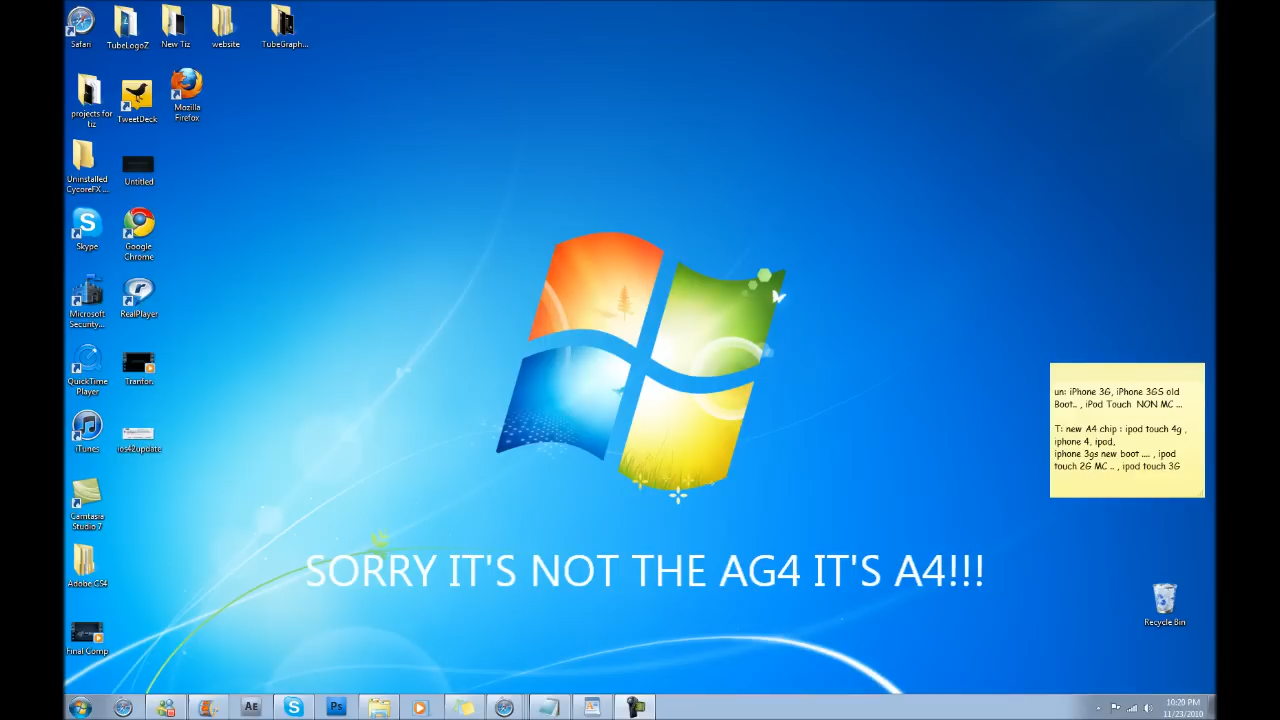 Safari
TubeLogoZ
New Tiz
website
TubeGraph...
projects for
tiz
TweetDeck
Mozilla
Firefox
Uninstalled
CycoreFX ...
Untitled
Skype
Google
Chrome
Microsoft
Security...
RealPlayer
QuickTime
Player
Trantor.
iTunes
ios42update
Camtasia
Studio 7
Adobe CS4
Final Comp
un: iPhone 3G, iPhone 3GS old
Boot.. , iPod Touch NON MC ...
T: new A4 chip : ipod touch 4g ,
iphone 4, ipad,
iphone 3gs new boot .... , ipod
touch 2G MC .. , ipod touch 3G
SORRY IT'S NOT THE AG4 IT'S A4!!!
Recycle Bin
AE
Ps
10:20 PM
11/23/2010